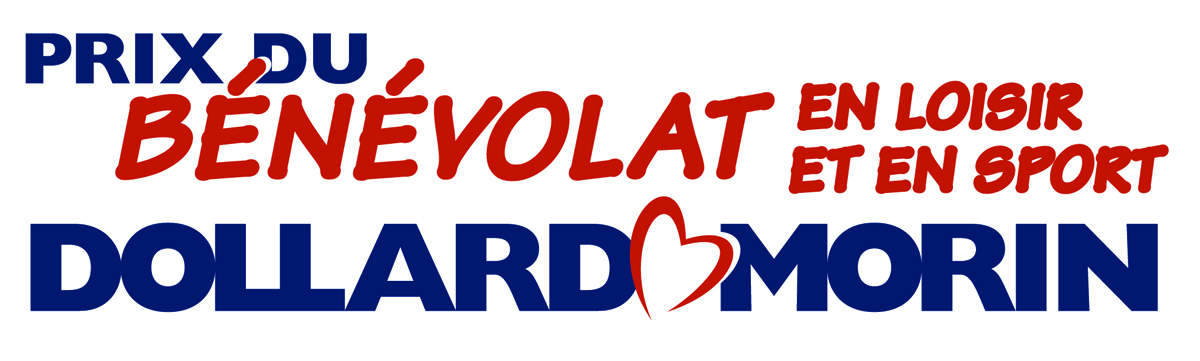 PRIX DU
BÉNÉVOLAT
EN LOISIR
ET EN SPORT
DOLLARD MORIN